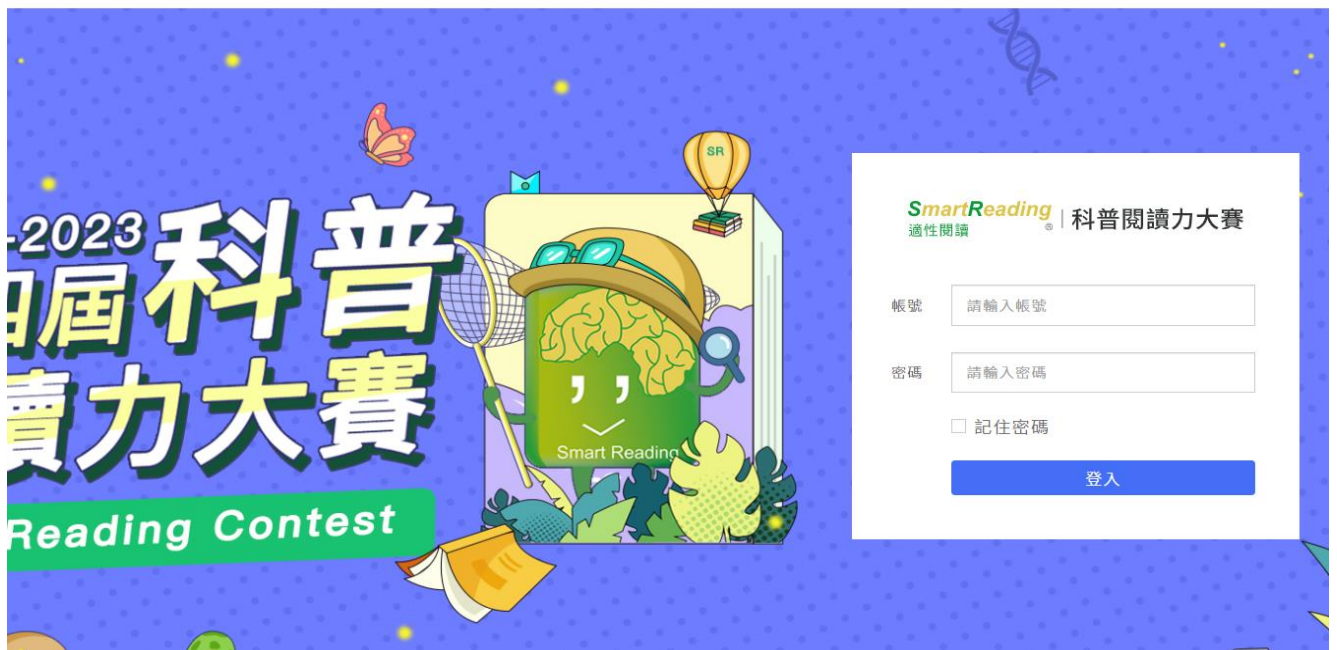 -2023
屆科普
讀力大賽
Reading Contest
SR
Smart Reading
SmartReading®
適性閱讀
科普閱讀力大賽
帳號 請輸入帳號
密碼 請輸入密碼
記住密碼
登入